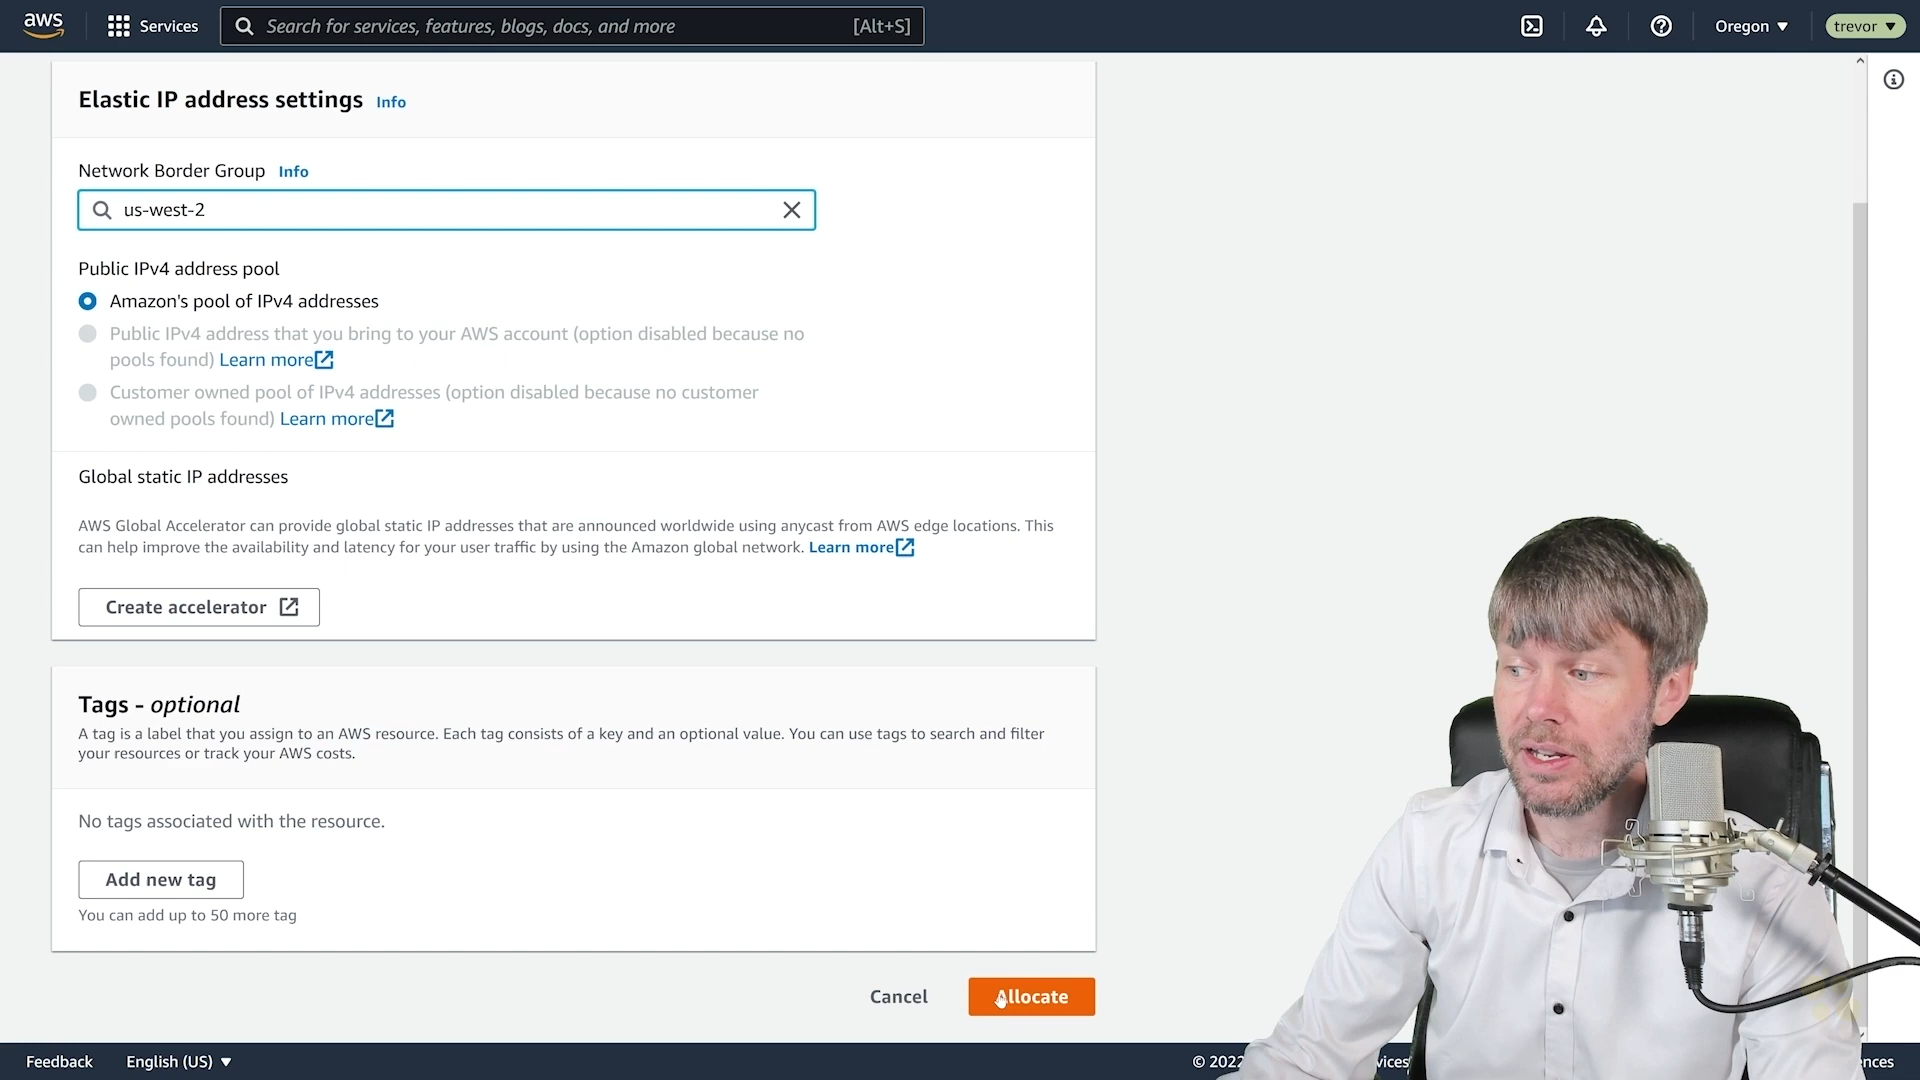 aws
Services
Search for services, features, blogs, docs, and more
[Alt+S]
Oregon
trevor
Elastic IP address settings
Info
Network Border Group
Info
us-west-2
Public IPv4 address pool
Amazon's pool of IPv4 addresses
Public IPv4 address that you bring to your AWS account (option disabled because no
pools found) Learn more
Customer owned pool of IPv4 addresses (option disabled because no customer
owned pools found) Learn more
Global static IP addresses
AWS Global Accelerator can provide global static IP addresses that are announced worldwide using anycast from AWS edge locations. This
can help improve the availability and latency for your user traffic by using the Amazon global network. Learn more
Create accelerator
Tags - optional
A tag is a label that you assign to an AWS resource. Each tag consists of a key and an optional value. You can use tags to search and filter
your resources or track your AWS costs.
No tags associated with the resource.
Add new tag
You can add up to 50 more tag
Cancel
Allocate
Feedback
English (US)
© 2022